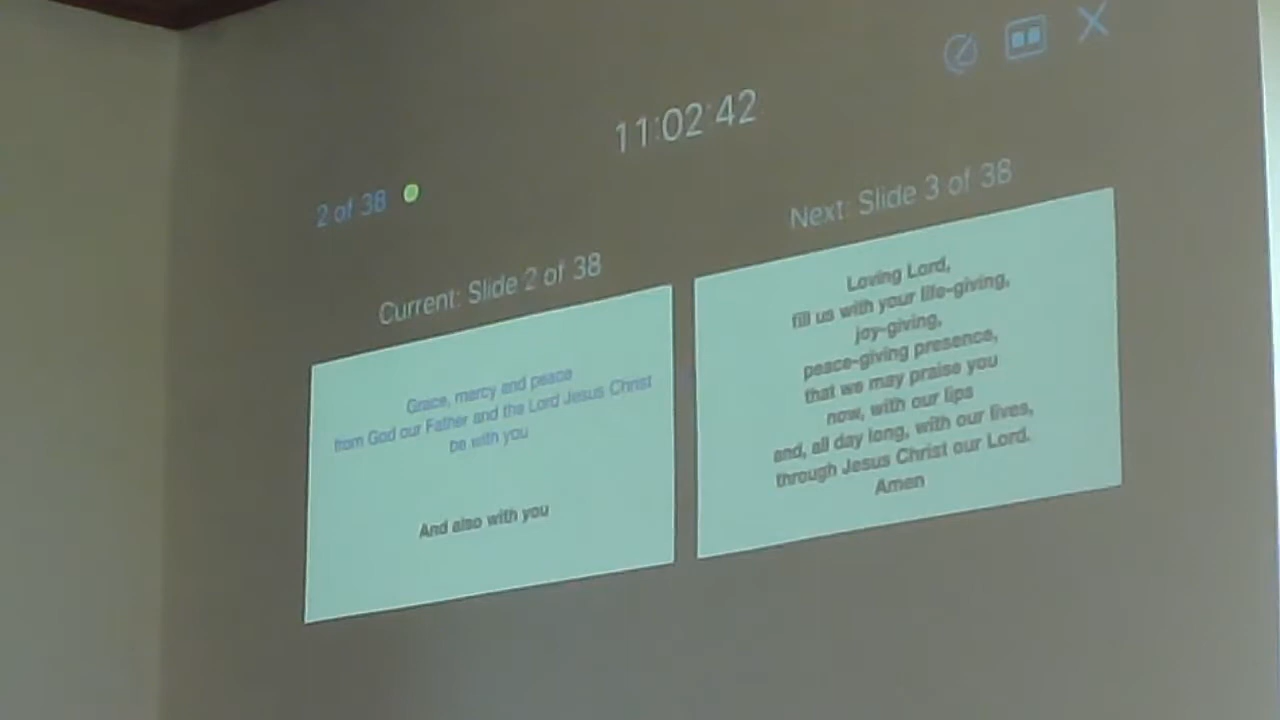 11:02:42
2 of 38
Current: Slide 2 of 38
Next: Slide 3 of 38
Grace, mercy and peace
from God our Father and the Lord Jesus Christ
be with you
And also with you
Loving Lord,
fill us with your life-giving,
joy-giving,
peace-giving presence,
that we may praise you
now, with our lips
and, all day long, with our lives,
through Jesus Christ our Lord.
Amen